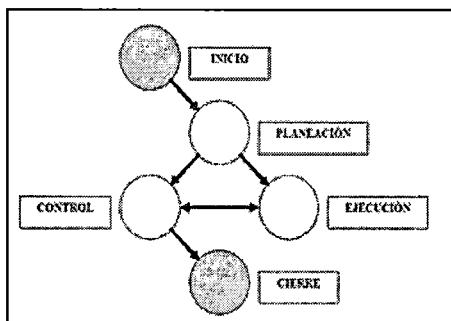 INICIO
PLANEACIÓN
CONTROL
EJECUCIÓN
CIERRE